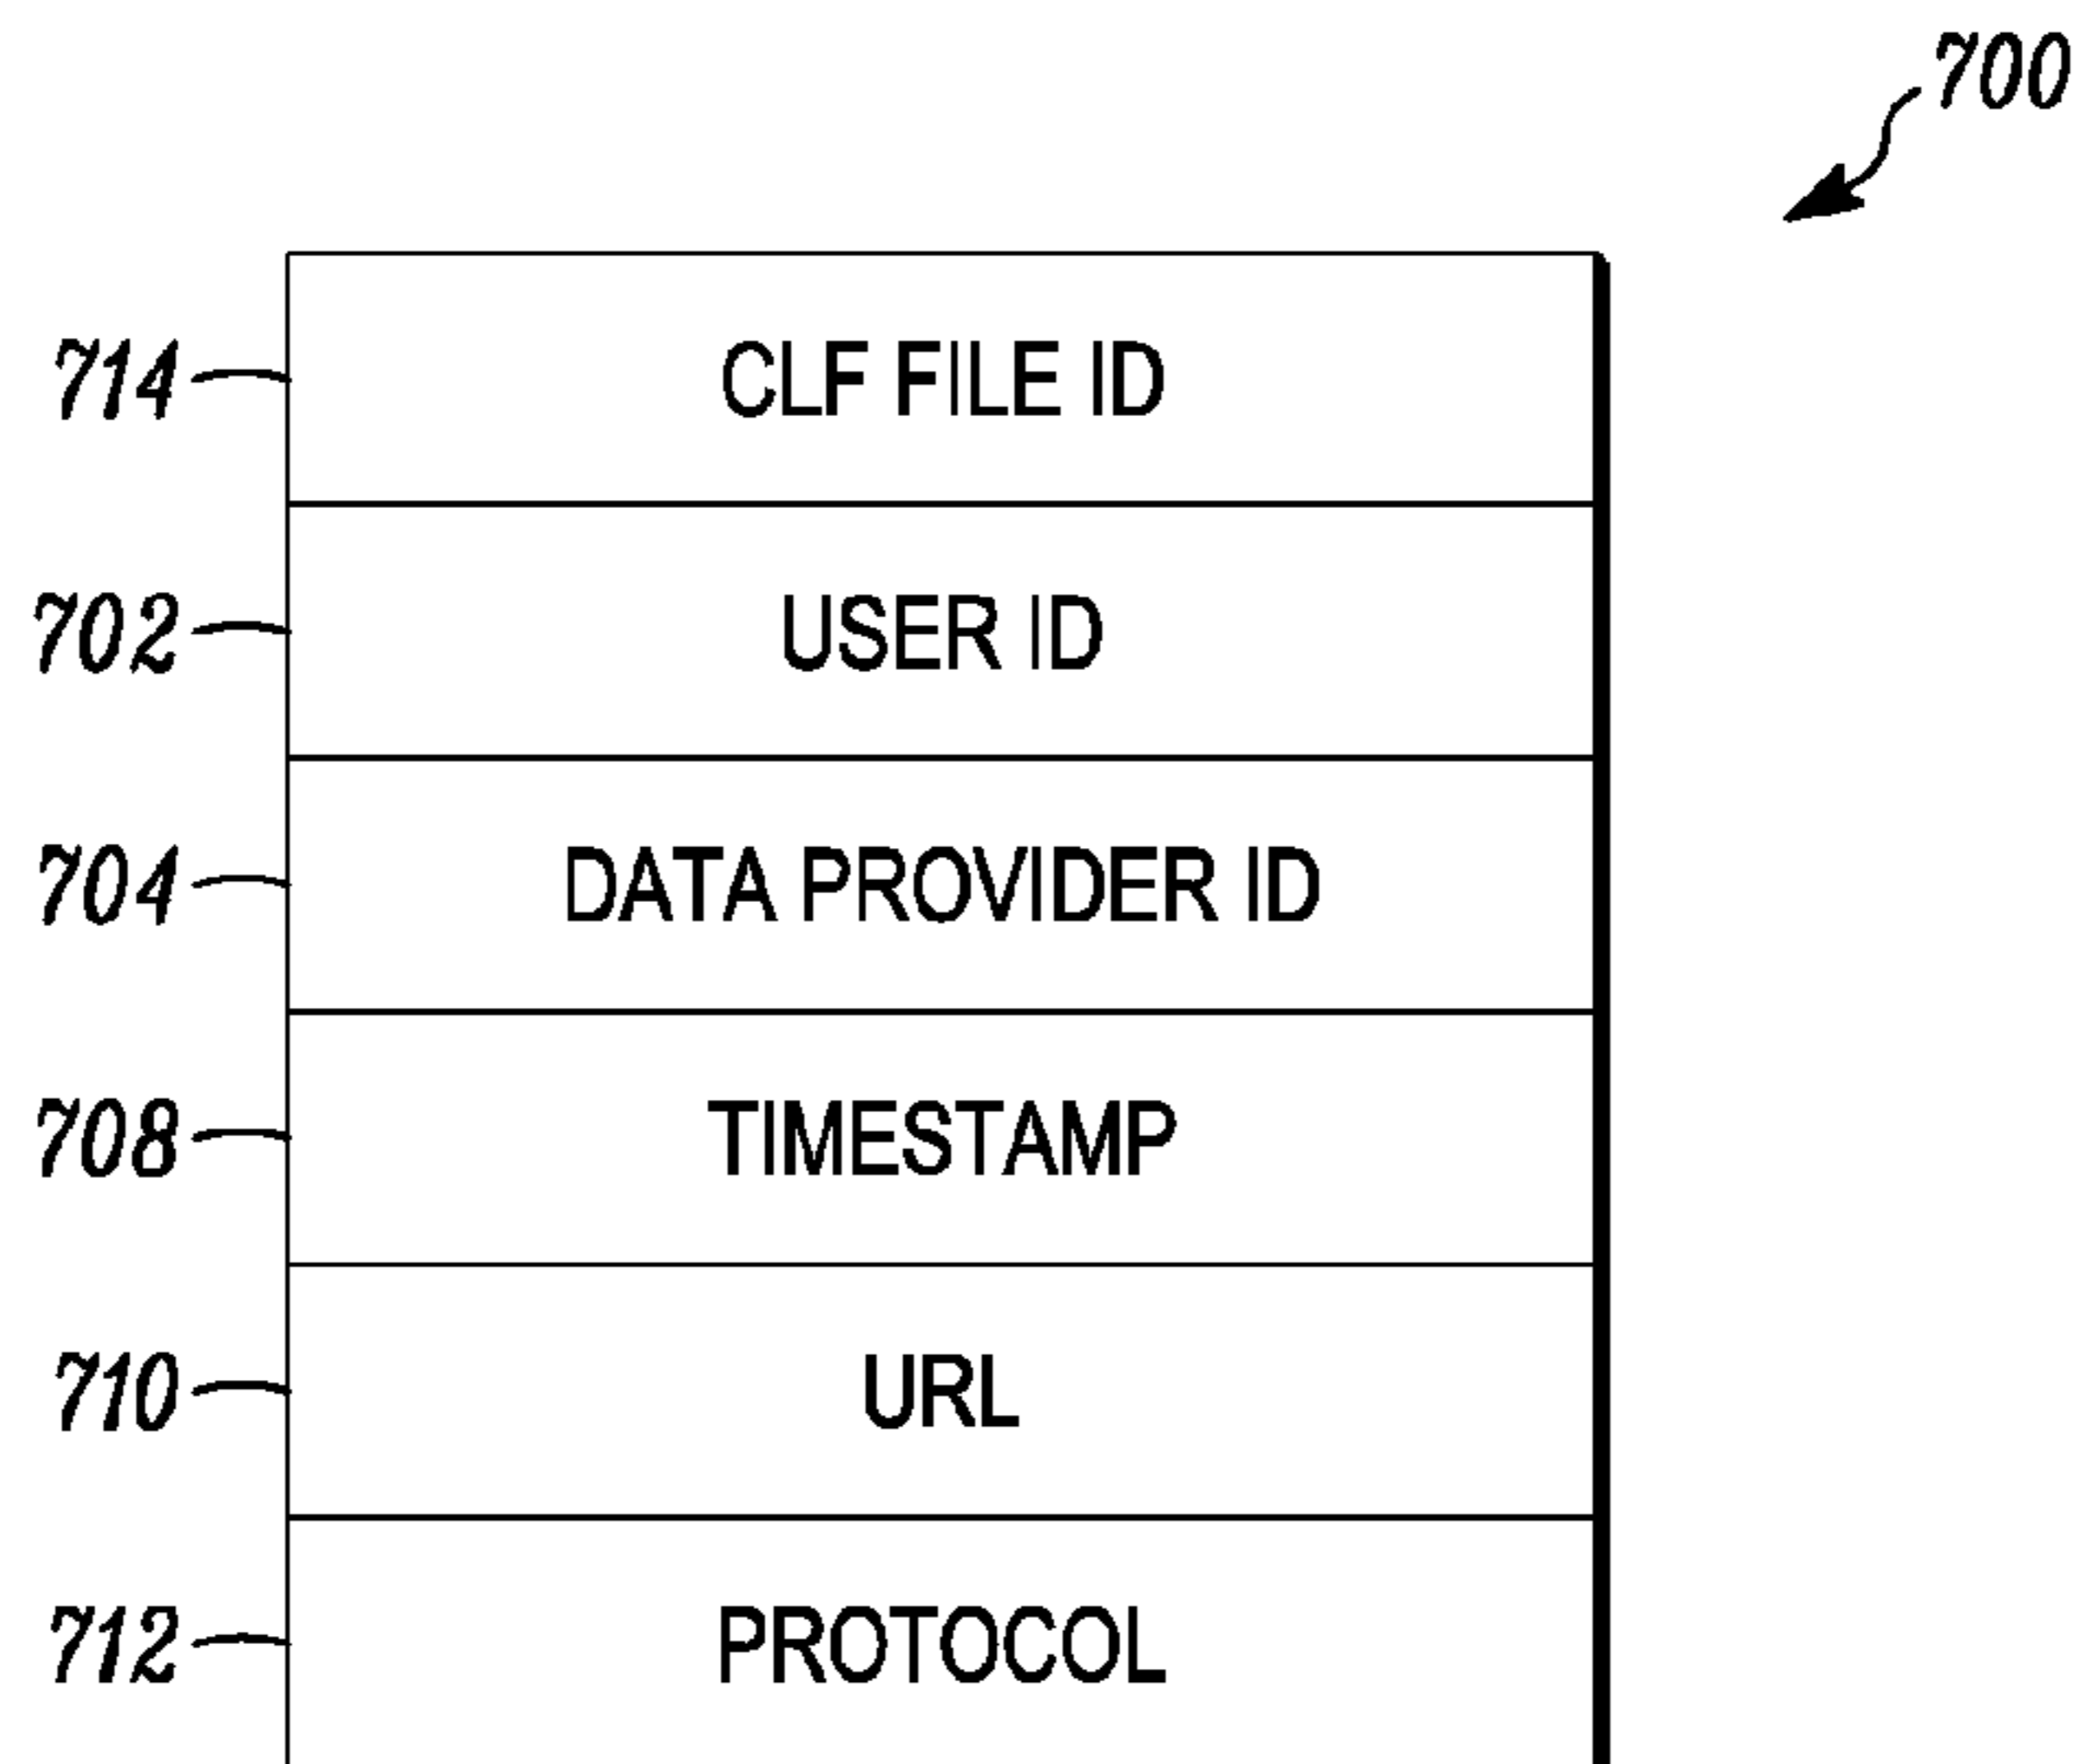 700
714 CLF FILE ID
702 USER ID
704 DATA PROVIDER ID
708 TIMESTAMP
710 URL
712 PROTOCOL